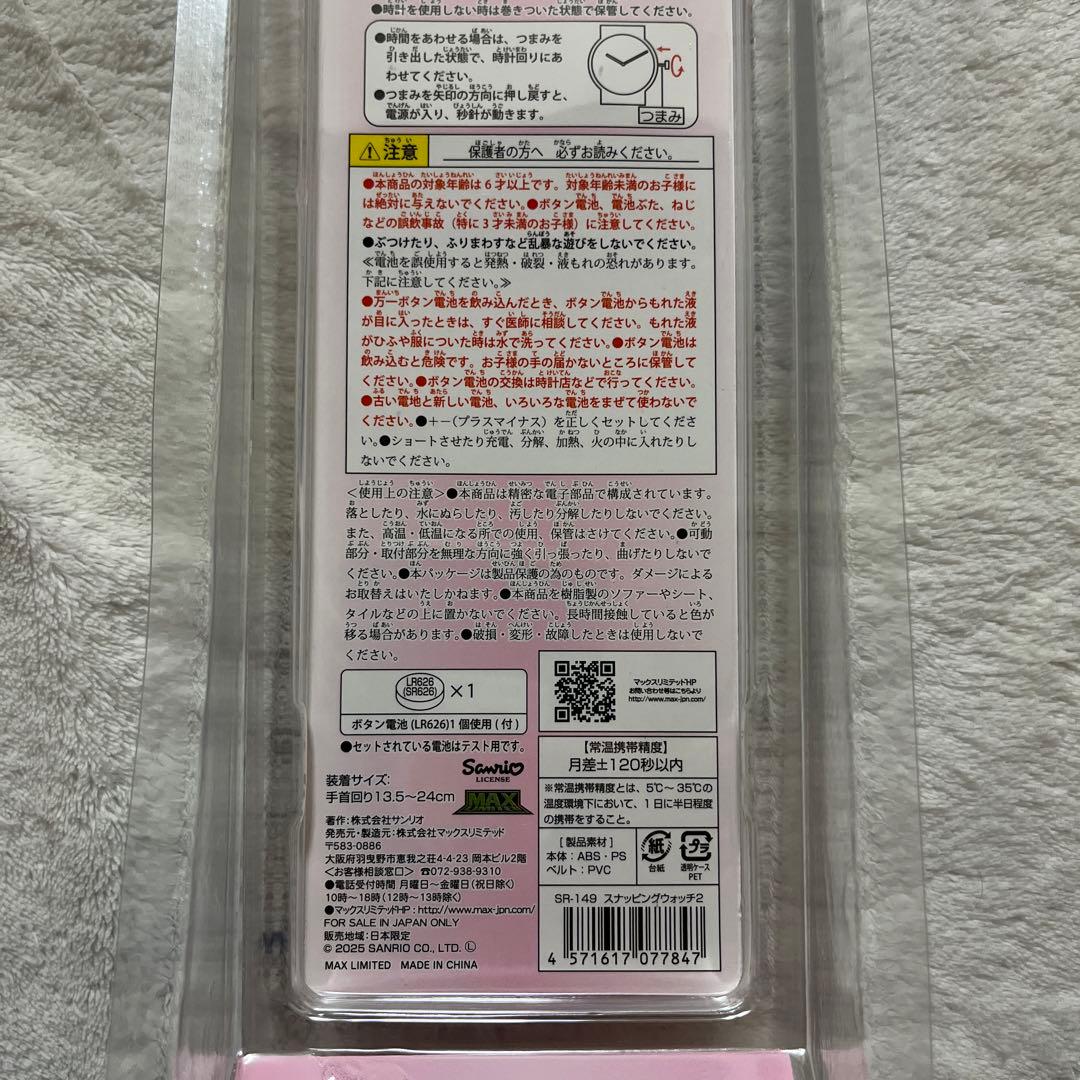 ●時計を使用しない時は巻きついた状態で保管してください。
●時間をあわせる場合は、つまみを
引き出した状態で、時計回りにあ
わせてください。
●つまみを矢印の方向に押し戻すと、
電源が入り、秒針が動きます。
つまみ
注意
保護者の方へ 必ずお読みください。
●本商品の対象年齢は6才以上です。対象年齢未満のお子様に
は絶対に与えないでください。●ボタン電池、電池ぶた、ねじ
などの誤飲事故（特に3才未満のお子様）に注意してください。
●ぶつけたり、ふりまわすなど乱暴な遊びをしないでください。
≪電池を誤使用すると発熱・破裂・液もれの恐れがあります。
下記に注意してください。≫
●万一ボタン電池を飲み込んだとき、ボタン電池からもれた液
が目に入ったときは、すぐ医師に相談してください。もれた液
がひふや服についた時は水で洗ってください。●ボタン電池は
飲み込むと危険です。お子様の手の届かないところに保管して
ください。●ボタン電池の交換は時計店などで行ってください。
●古い電地と新しい電池、いろいろな電池をまぜて使わないで
ください。●＋－(プラスマイナス）を正しくセットしてくださ
い。●ショートさせたり充電、分解、加熱、火の中に入れたりし
ないでください。
＜使用上の注意＞●本商品は精密な電子部品で構成されています。
落としたり、水にぬらしたり、汚したり分解したりしないでください。
また、高温・低温になる所での使用、保管はさけてください。●可動
部分・取付部分を無理な方向に強く引っ張ったり、曲げたりしないで
ください。●本パッケージは製品保護の為のものです。ダメージによる
お取替えはいたしかねます。●本商品を樹脂製のソファーやシート、
タイルなどの上に置かないでください。長時間接蝕していると色が
移る場合があります。●破損・変形・故障したときは使用しないで
ください。
LR626
(SR626)
×1
ボタン電池(LR626)1個使用(付)
●セットされている電池はテスト用です。
マックスリミテッドHP
お問い合わせ等はこちらより
http://www.max-jpn.com/
装着サイズ:
手首回り13.5～24cm
Sanrio
LICENSE
MAX
【常温携帯精度】
月差±120秒以内
※常温携帯精度とは、5℃～35℃の
温度環境下において、1日に半日程度
の携帯をすること。
著作：株式会社サンリオ
発売元・製造元：株式会社マックスリミテッド
〒583-0886
大阪府羽曳野市恵我之荘4-4-23 岡本ビル2階
＜お客様相談窓口＞ ☎072-938-9310
●電話受付時間 月曜日～金曜日(祝日除く)
10時～18時(12時～13時除く)
●マックスリミテッドHP：http://www.max-jpn.com/
FOR SALE IN JAPAN ONLY
販売地域：日本限定
© 2025 SANRIO CO., LTD. Ⓛ
MAX LIMITED MADE IN CHINA
[製品素材]
本体：ABS・PS
ベルト：PVC
紙
台紙
プラ
透明ケース
PET
SR-149 スナッピングウォッチ2
4 571617 077847